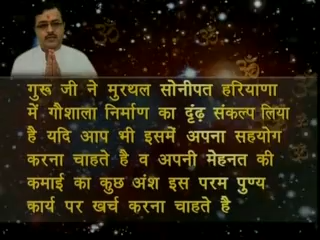 गुरू जी ने मुरथल सोनीपत हरियाणा
में गौशाला निर्माण का दृंढ़ संकल्प लिया
है यदि आप भी इसमें अपना सहयोग
करना चाहते है व अपनी मेहनत की
कमाई का कुछ अंश इस परम पुण्य
कार्य पर खर्च करना चाहते है